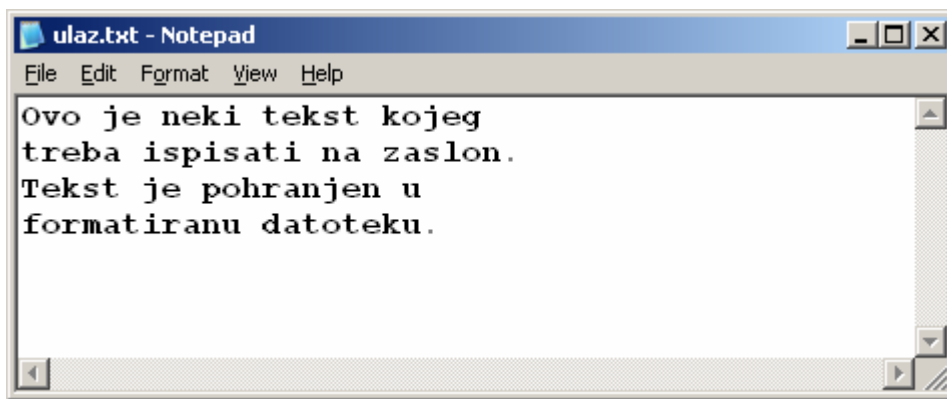 ulaz.txt - Notepad
File Edit Format View Help
Ovo je neki tekst kojeg
treba ispisati na zaslon.
Tekst je pohranjen u
formatiranu datoteku.